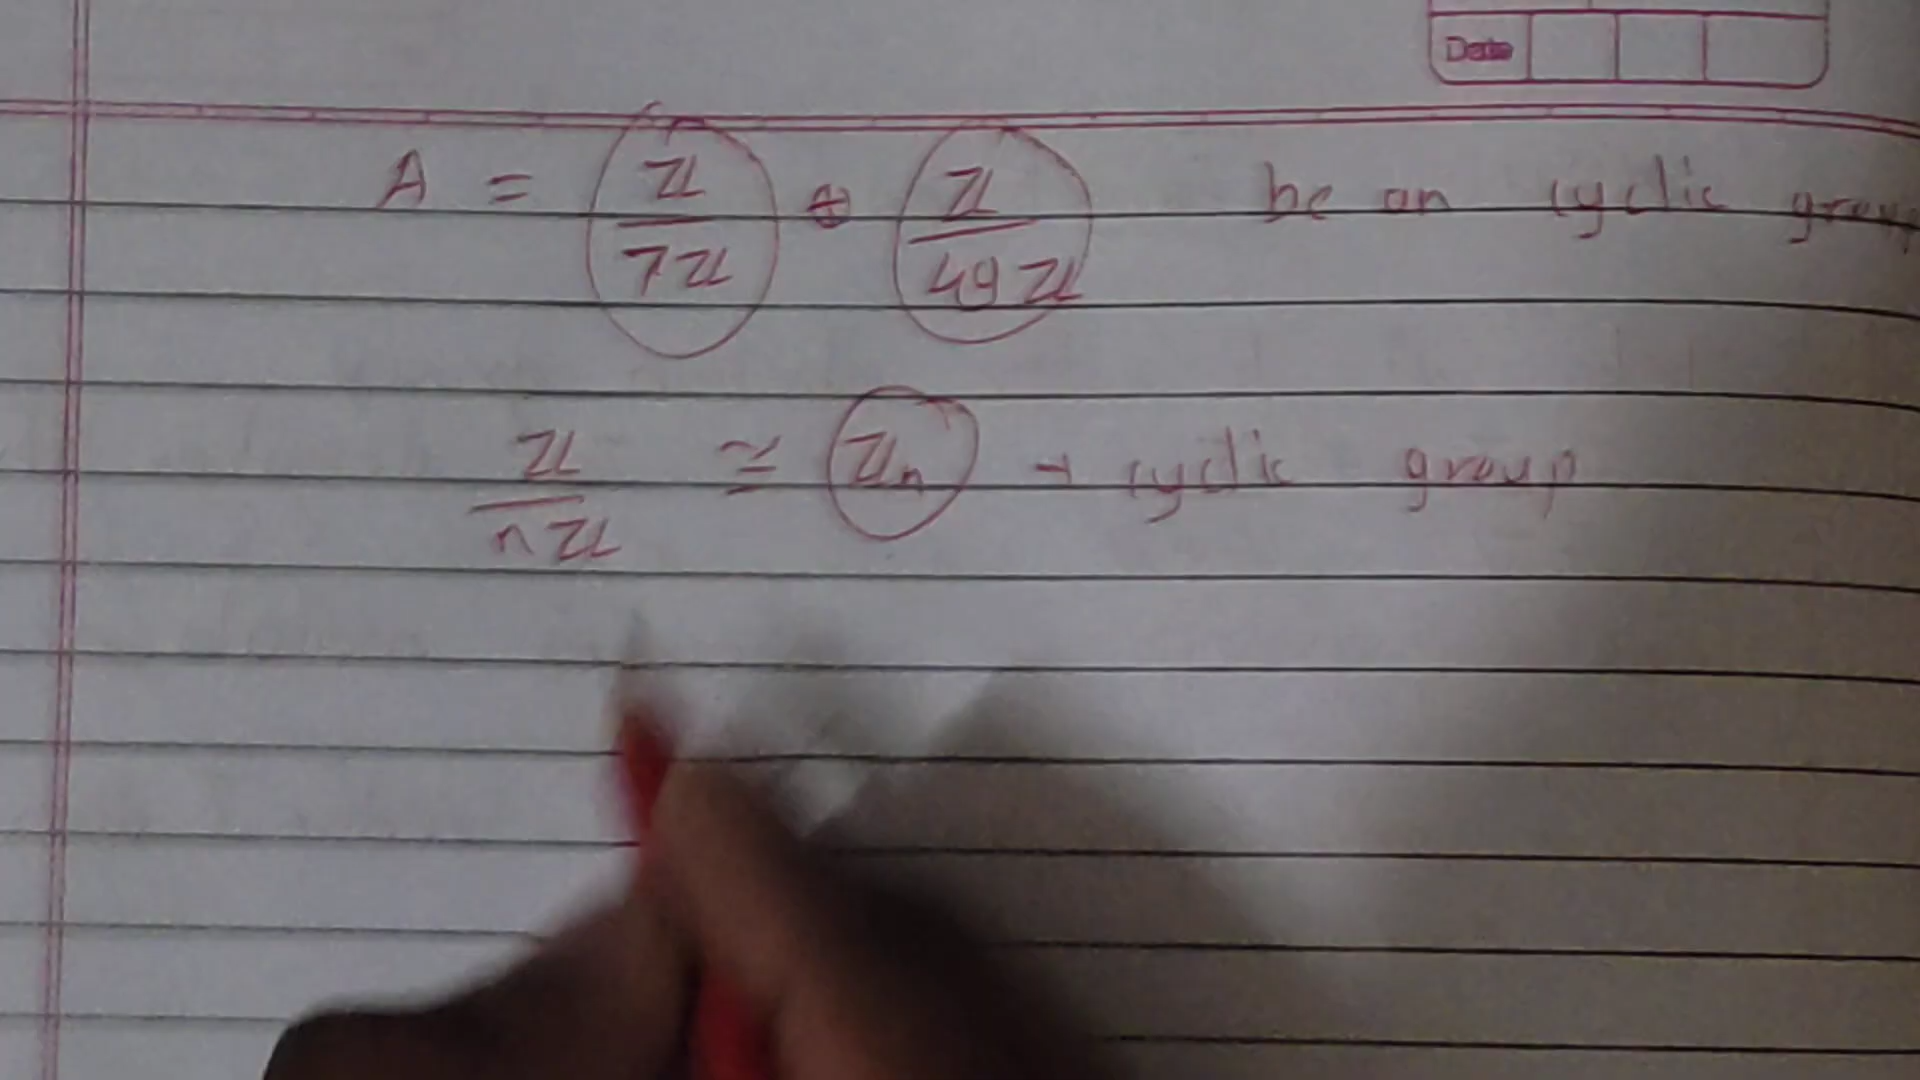 Date
A = ℤ/7ℤ ⊕ ℤ/49ℤ be an cyclic group
ℤ/nℤ ≃ ℤn → cyclic group